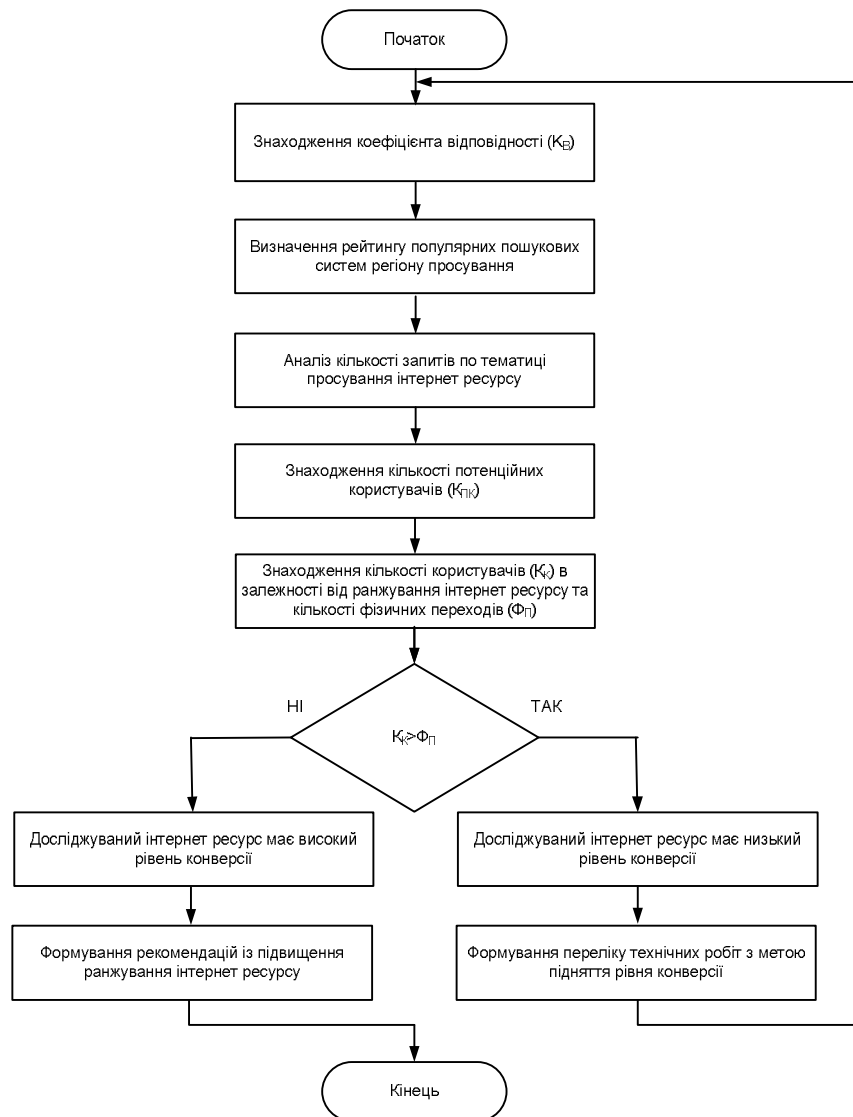 Початок
Знаходження коефіцієнта відповідності (КВ)
Визначення рейтингу популярних пошукових
систем регіону просування
Аналіз кількості запитів по тематиці
просування інтернет ресурсу
Знаходження кількості потенційних
користувачів (КПК)
Знаходження кількості користувачів (КК) в
залежності від ранжування інтернет ресурсу та
кількості фізичних переходів (ФП)
НІ
ТАК
КК>ФП
Досліджуваний інтернет ресурс має високий
рівень конверсії
Досліджуваний інтернет ресурс має низький
рівень конверсії
Формування рекомендацій із підвищення
ранжування інтернет ресурсу
Формування переліку технічних робіт з метою
підняття рівня конверсії
Кінець